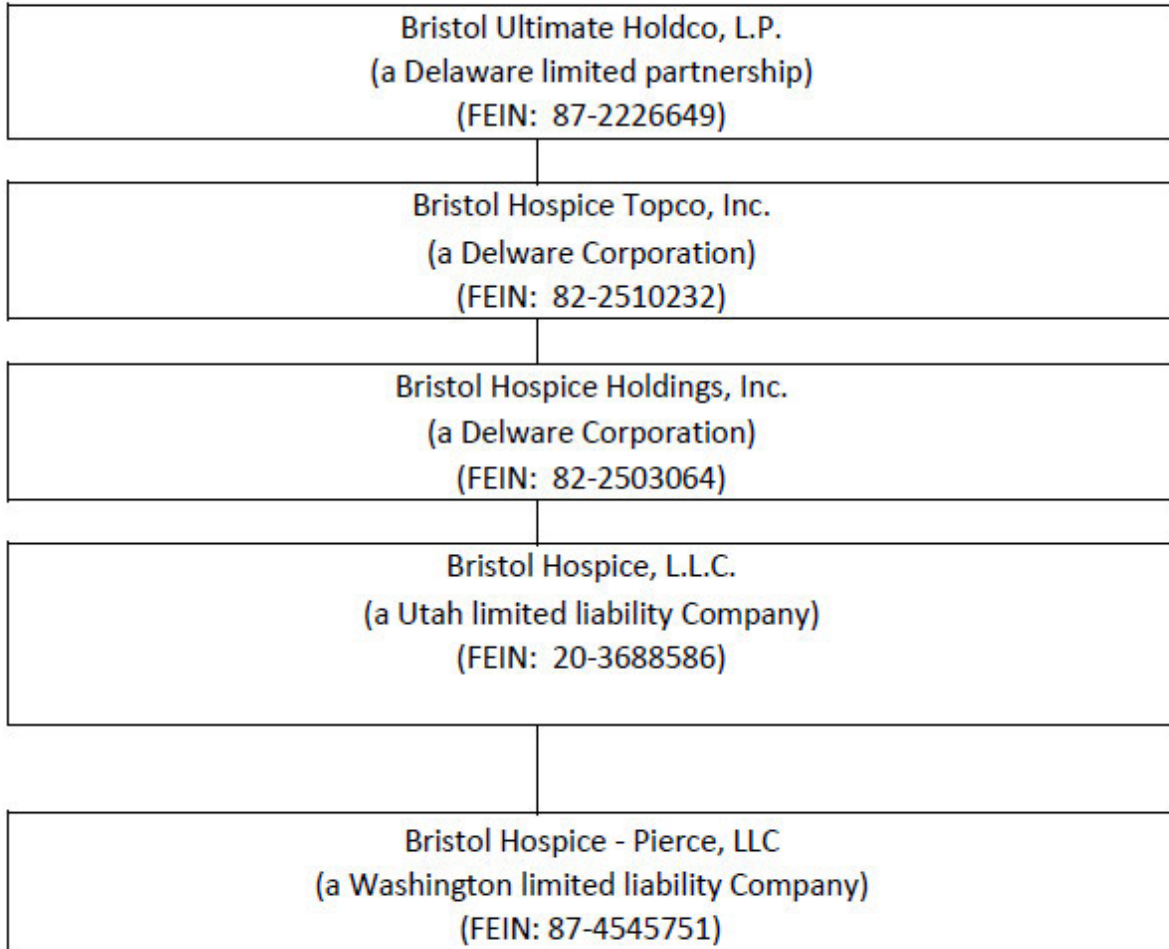 Bristol Ultimate Holdco, L.P.
(a Delaware limited partnership)
(FEIN:  87-2226649)
Bristol Hospice Topco, Inc.
(a Delware Corporation)
(FEIN:  82-2510232)
Bristol Hospice Holdings, Inc.
(a Delware Corporation)
(FEIN:  82-2503064)
Bristol Hospice, L.L.C.
(a Utah limited liability Company)
(FEIN:  20-3688586)
Bristol Hospice - Pierce, LLC
(a Washington limited liability Company)
(FEIN: 87-4545751)